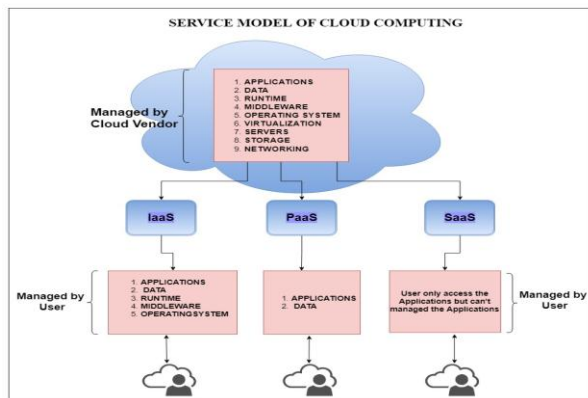 SERVICE MODEL OF CLOUD COMPUTING
Managed by
Cloud Vendor
1. APPLICATIONS
2. DATA
3. RUNTIME
4. MIDDLEWARE
5. OPERATING SYSTEM
6. VIRTUALIZATION
7. SERVERS
8. STORAGE
9. NETWORKING
IaaS
PaaS
SaaS
Managed by
User
1. APPLICATIONS
2. DATA
3. RUNTIME
4. MIDDLEWARE
5. OPERATINGSYSTEM
1. APPLICATIONS
2. DATA
User only access the
Applications but can't
managed the Applications
Managed by
User